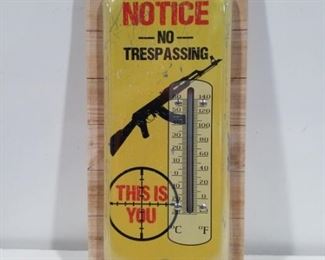 NOTICE
NO
TRESPASSING
THIS IS
YOU
°C °F